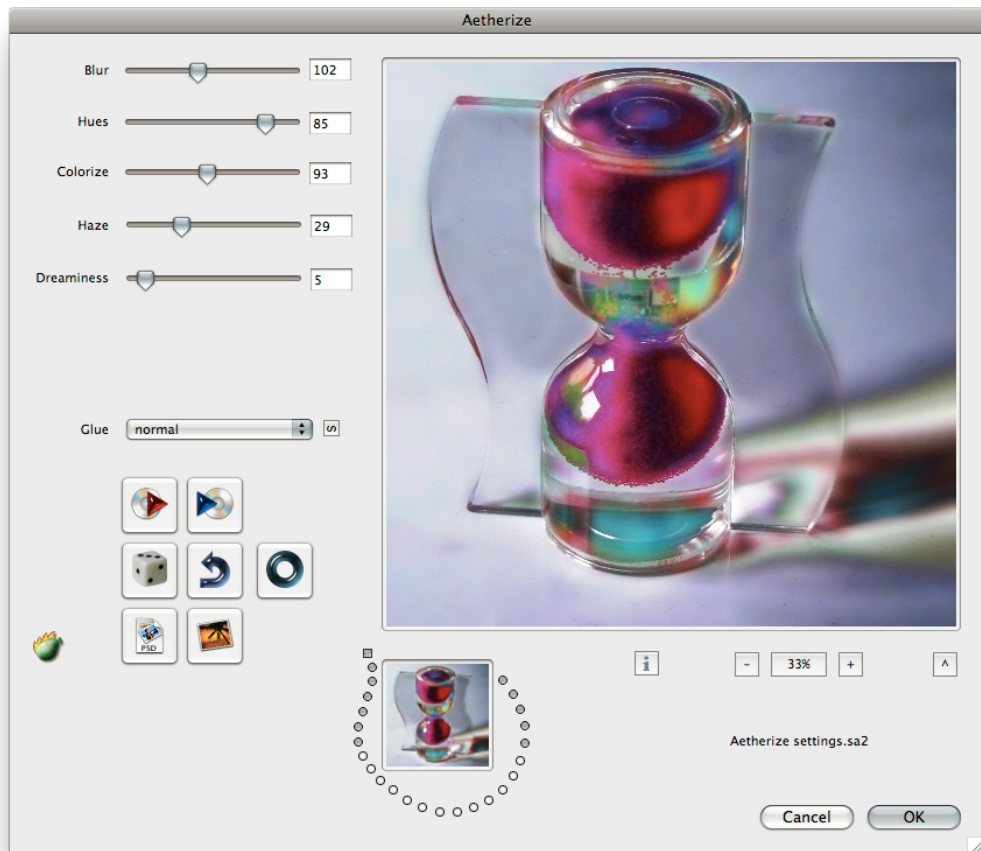 Aetherize
Blur 102
Hues 85
Colorize 93
Haze 29
Dreaminess 5
Glue normal S
PSD
i - 33% + ^
Aetherize settings.sa2
Cancel OK